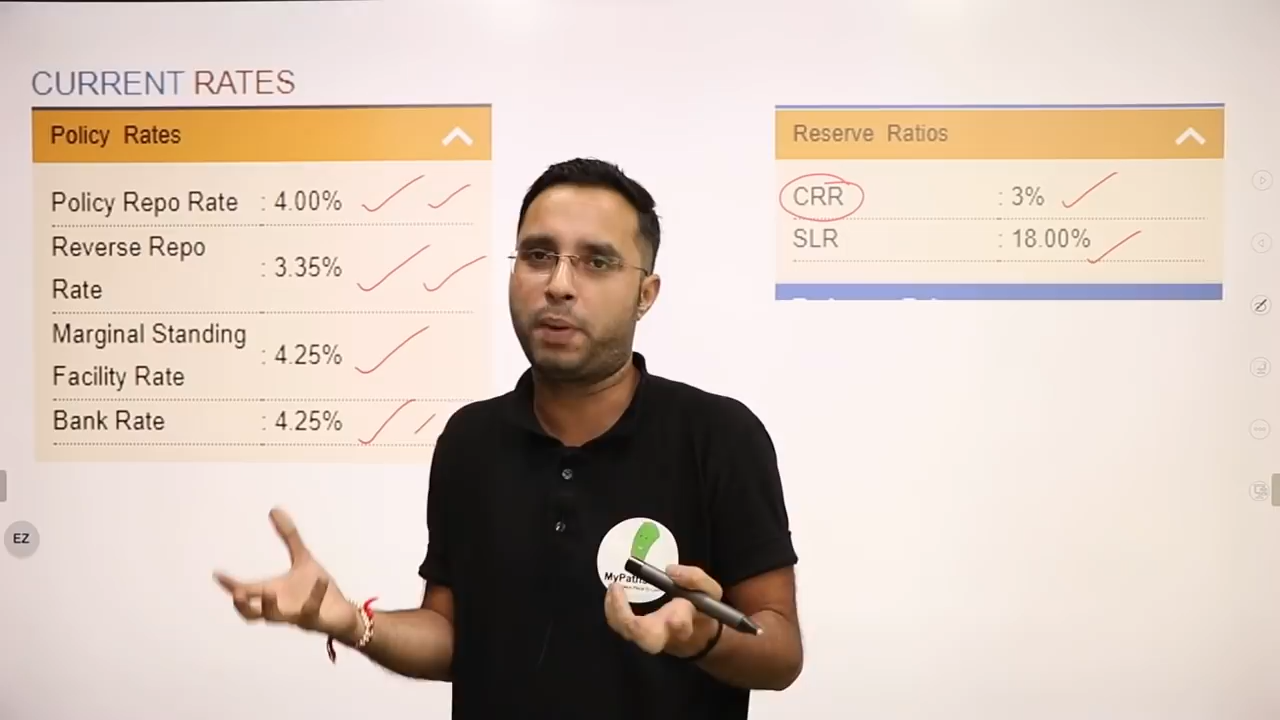 CURRENT RATES
Policy Rates
Policy Repo Rate : 4.00%
Reverse Repo
Rate
: 3.35%
Marginal Standing
Facility Rate
: 4.25%
Bank Rate : 4.25%
Reserve Ratios
CRR : 3%
SLR : 18.00%
EZ